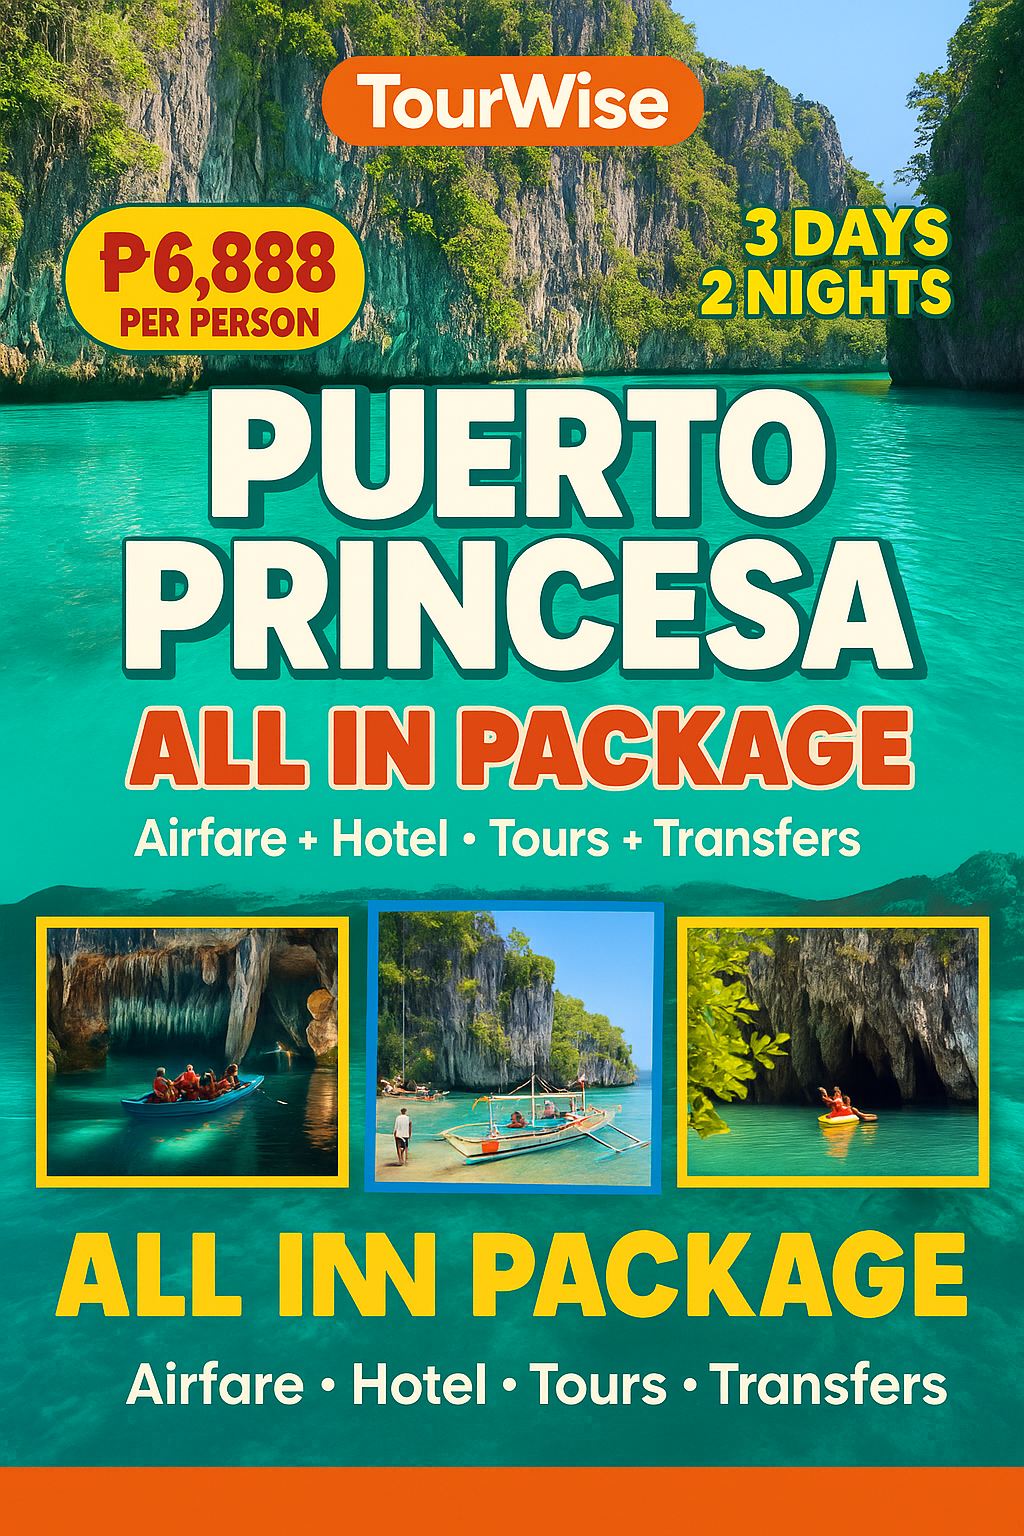 TourWise
₱6,888
PER PERSON
3 DAYS
2 NIGHTS
PUERTO
PRINCESA
ALL IN PACKAGE
Airfare + Hotel • Tours + Transfers
ALL INN PACKAGE
Airfare • Hotel • Tours • Transfers